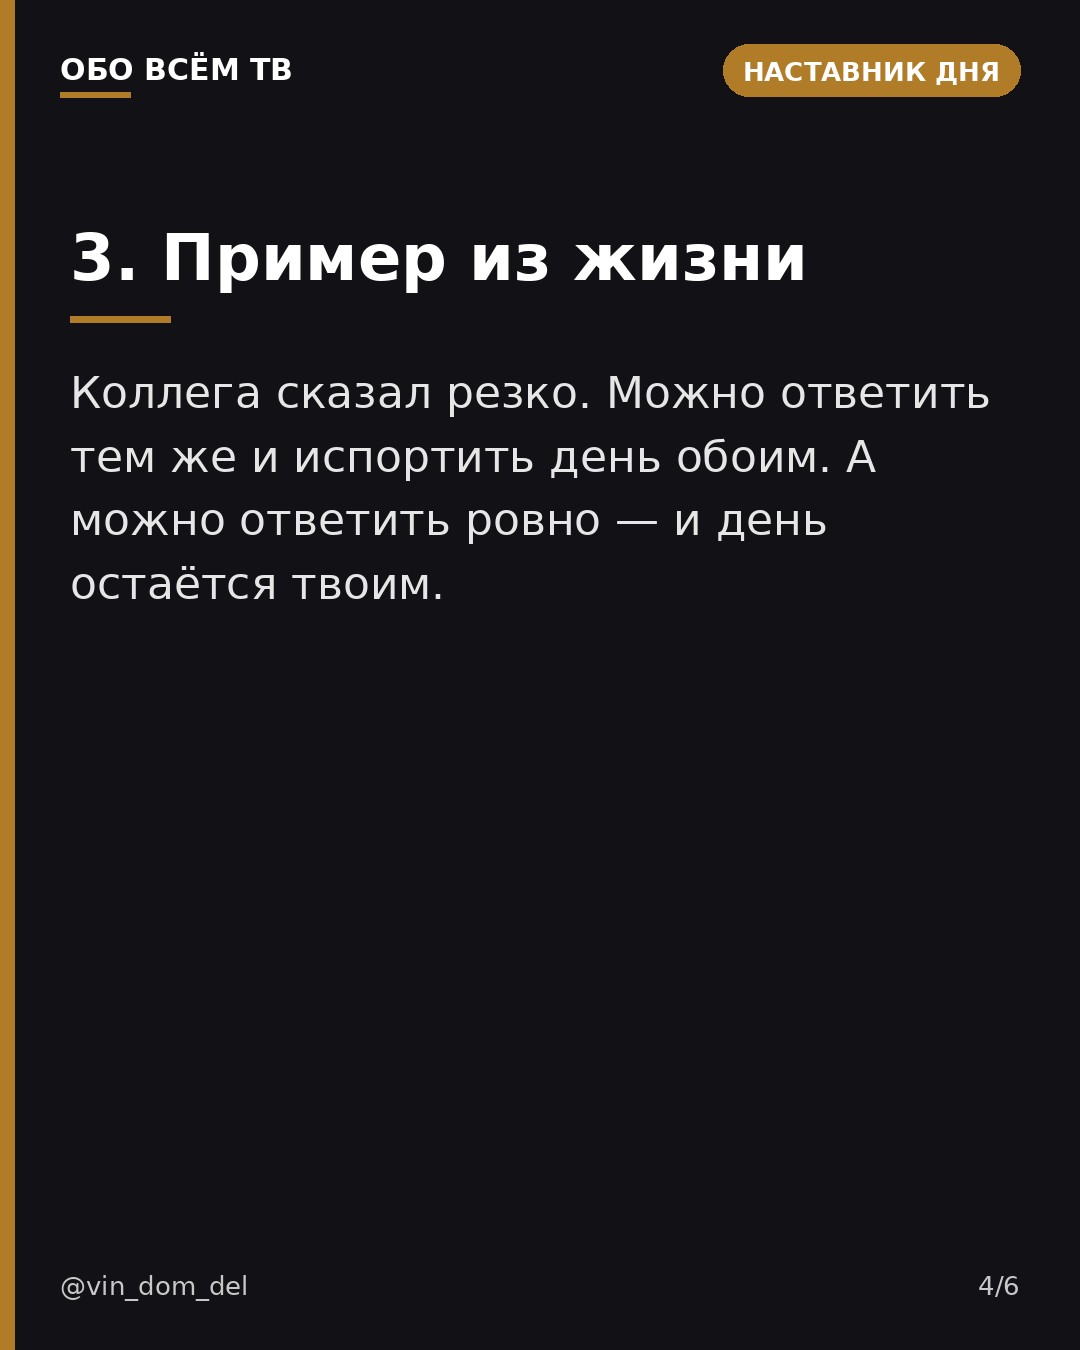 ОБО ВСЁМ ТВ
НАСТАВНИК ДНЯ
3. Пример из жизни
Коллега сказал резко. Можно ответить
тем же и испортить день обоим. А
можно ответить ровно — и день
остаётся твоим.
@vin_dom_del
4/6